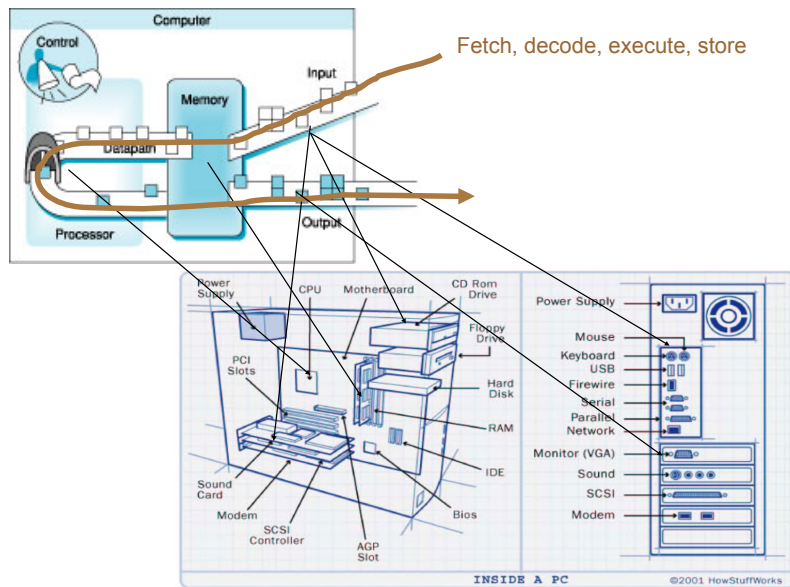 Computer
Fetch, decode, execute, store
Control
Input
Memory
Datapath
Output
Processor
Power
Supply
CPU
Motherboard
CD Rom
Drive
Floppy
Drive
PCI
Slots
Hard
Disk
RAM
IDE
Sound
Card
Modem
SCSI
Controller
AGP
Slot
Bios
Power Supply
Mouse
Keyboard
USB
Firewire
Serial
Parallel
Network
Monitor (VGA)
Sound
SCSI
Modem
INSIDE A PC
©2001 HowStuffWorks